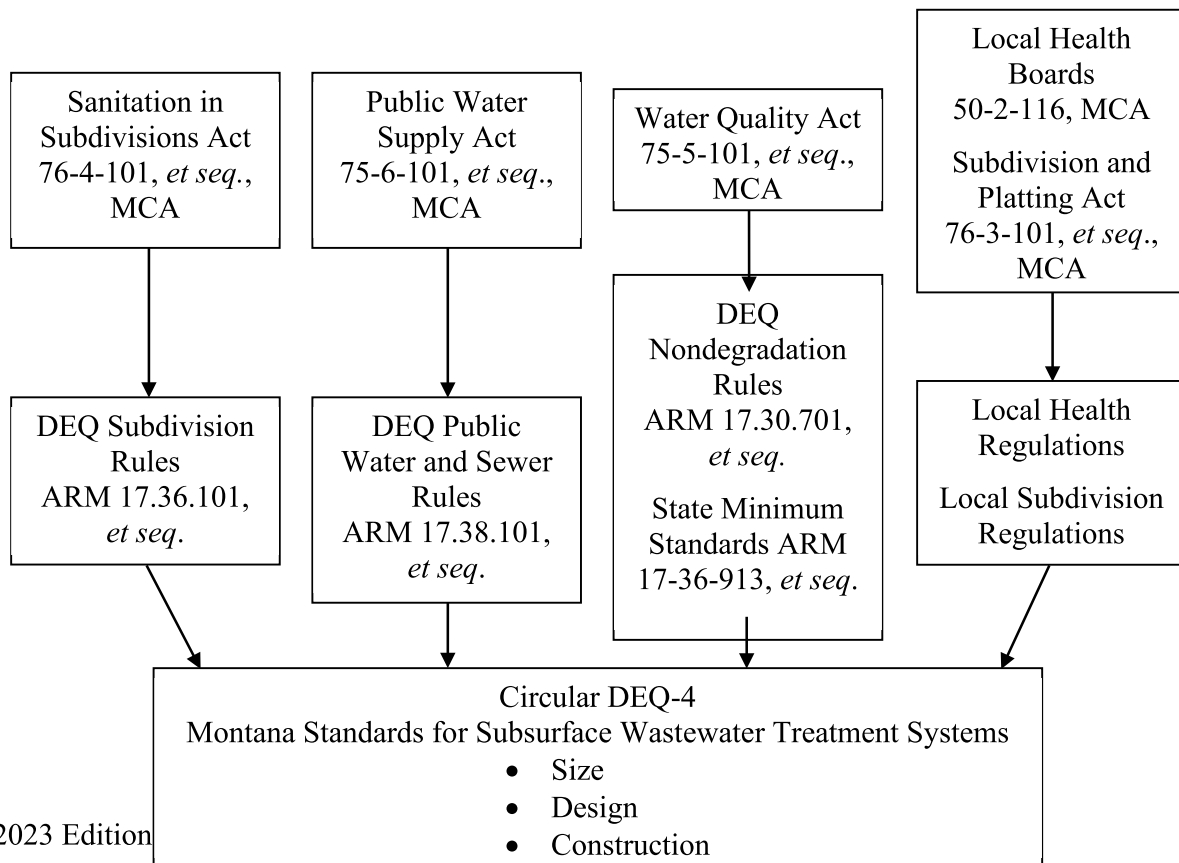 Sanitation in
Subdivisions Act
76-4-101, et seq.,
MCA
Public Water
Supply Act
75-6-101, et seq.,
MCA
Water Quality Act
75-5-101, et seq.,
MCA
Local Health
Boards
50-2-116, MCA
Subdivision and
Platting Act
76-3-101, et seq.,
MCA
DEQ Subdivision
Rules
ARM 17.36.101,
et seq.
DEQ Public
Water and Sewer
Rules
ARM 17.38.101,
et seq.
DEQ
Nondegradation
Rules
ARM 17.30.701,
et seq.
State Minimum
Standards ARM
17-36-913, et seq.
Local Health
Regulations
Local Subdivision
Regulations
Circular DEQ-4
Montana Standards for Subsurface Wastewater Treatment Systems
• Size
• Design
• Construction
2023 Edition